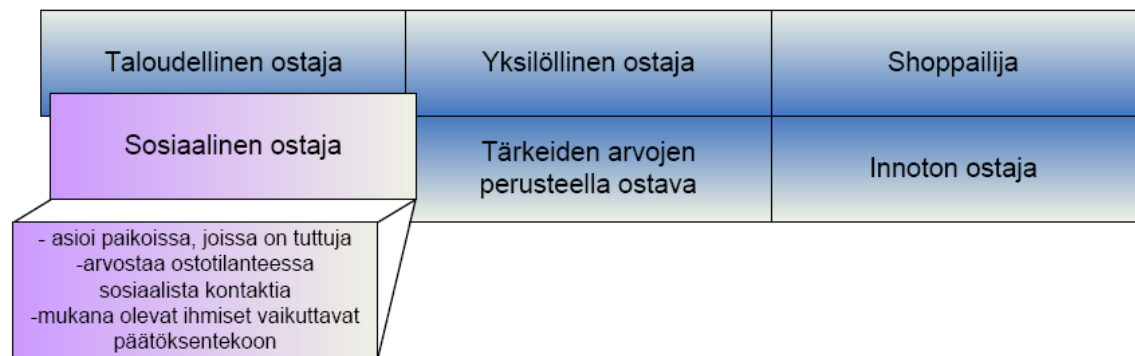 Taloudellinen ostaja
Yksilöllinen ostaja
Shoppailija
Sosiaalinen ostaja
Tärkeiden arvojen
perusteella ostava
Innoton ostaja
- asioi paikoissa, joissa on tuttuja
-arvostaa ostotilanteessa
sosiaalista kontaktia
-mukana olevat ihmiset vaikuttavat
päätöksentekoon